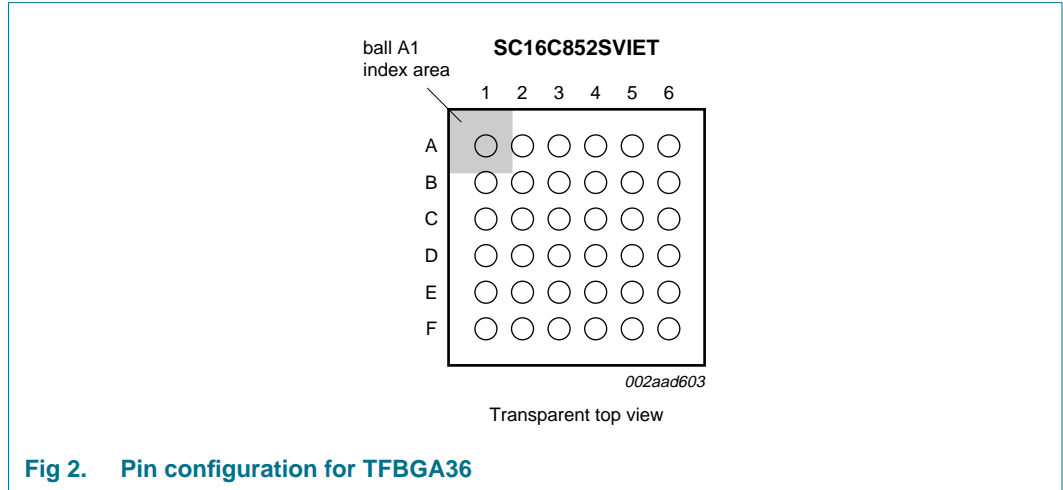 ball A1
index area
SC16C852SVIET
1 2 3 4 5 6
A
B
C
D
E
F
002aad603
Transparent top view
Fig 2. Pin configuration for TFBGA36